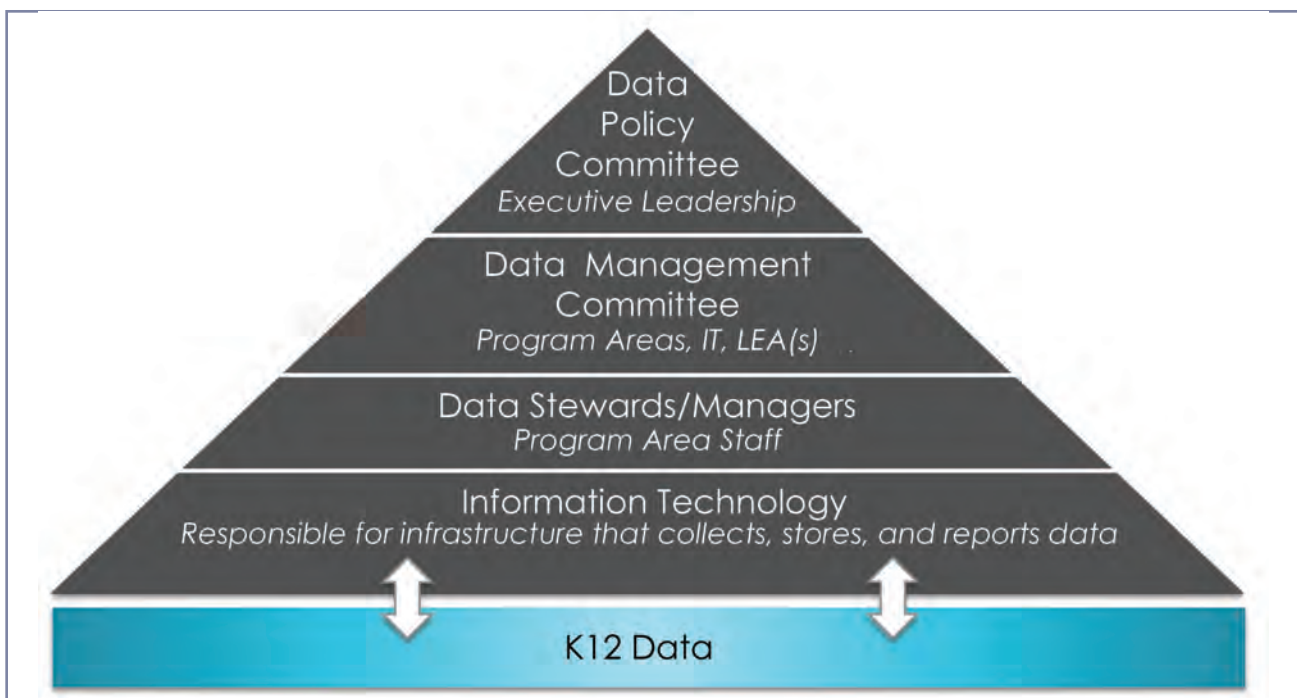 Data
Policy
Committee
Executive Leadership
Data Management
Committee
Program Areas, IT, LEA(s)
Data Stewards/Managers
Program Area Staff
Information Technology
Responsible for infrastructure that collects, stores, and reports data
K12 Data